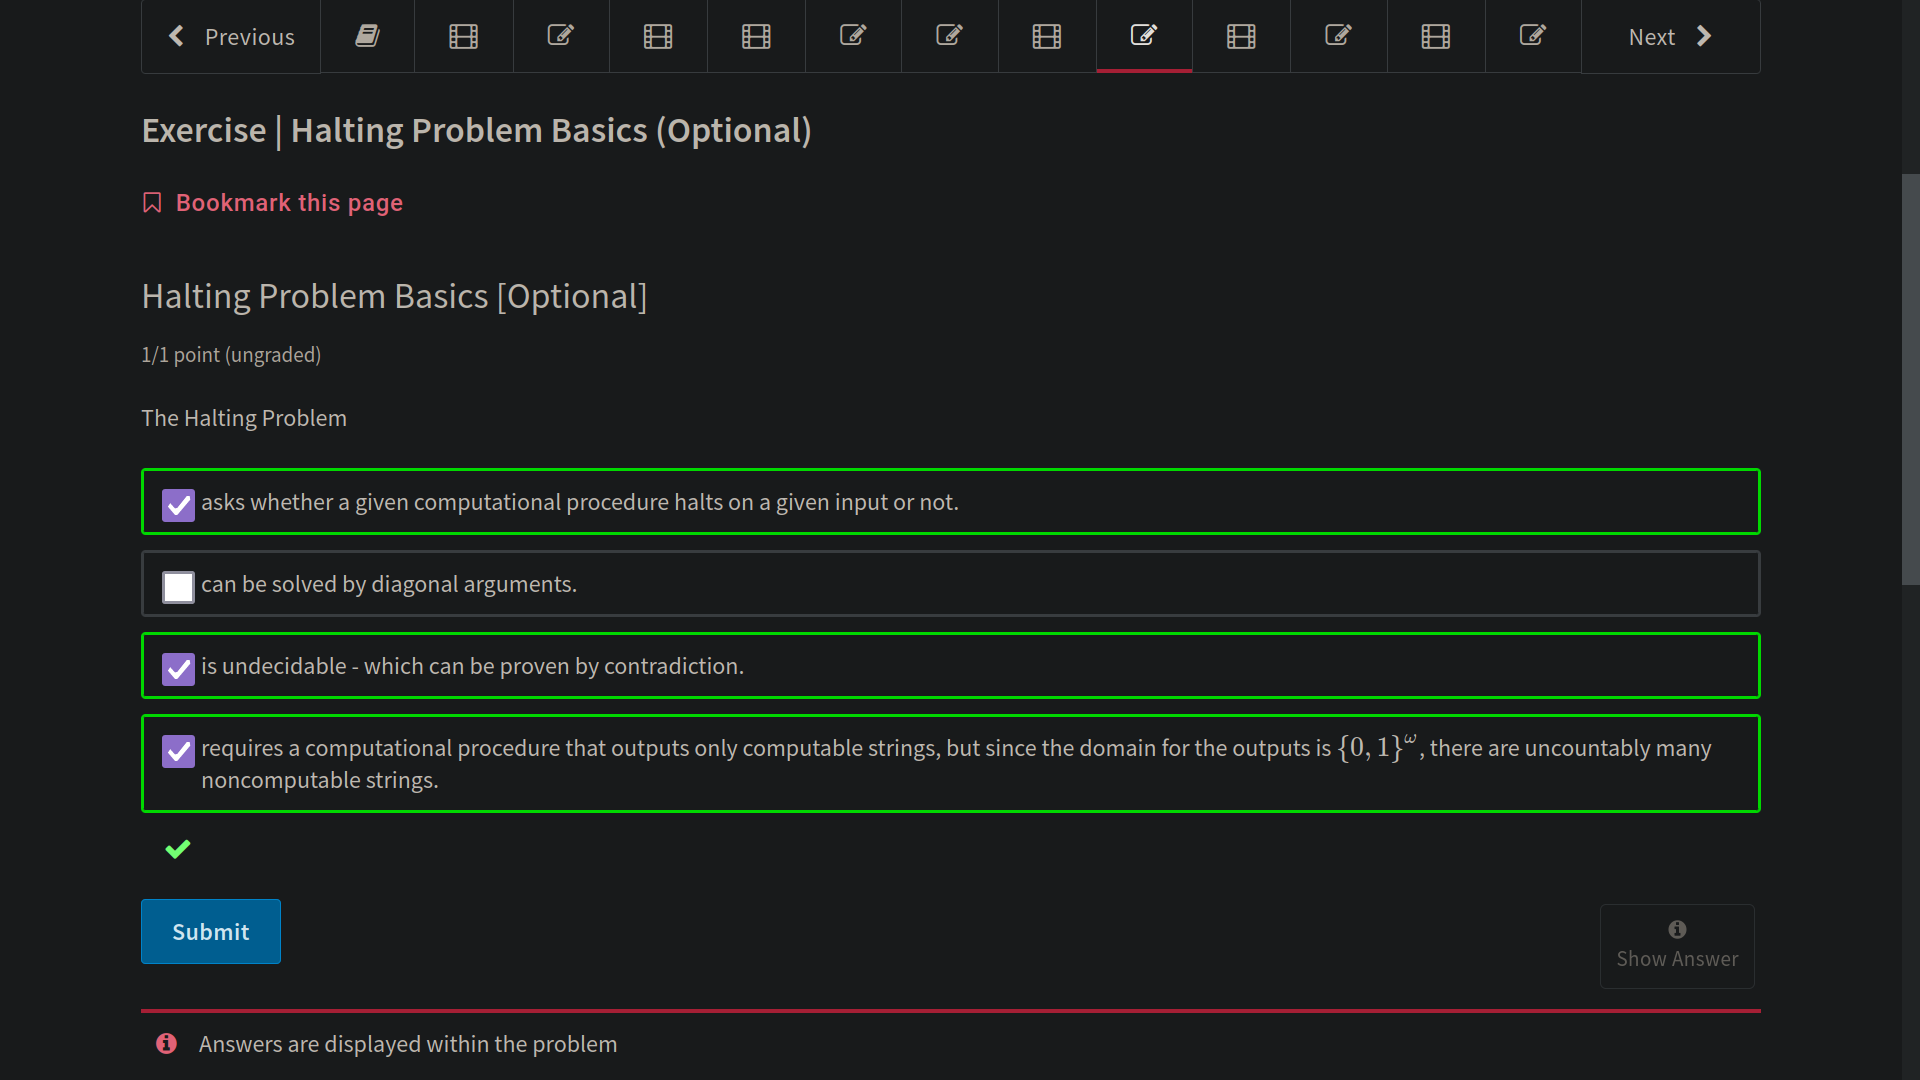 Previous
Next
Exercise | Halting Problem Basics (Optional)
Bookmark this page
Halting Problem Basics [Optional]
1/1 point (ungraded)
The Halting Problem
asks whether a given computational procedure halts on a given input or not.
can be solved by diagonal arguments.
is undecidable - which can be proven by contradiction.
requires a computational procedure that outputs only computable strings, but since the domain for the outputs is {0, 1}^ω, there are uncountably many
noncomputable strings.
Submit
Show Answer
Answers are displayed within the problem